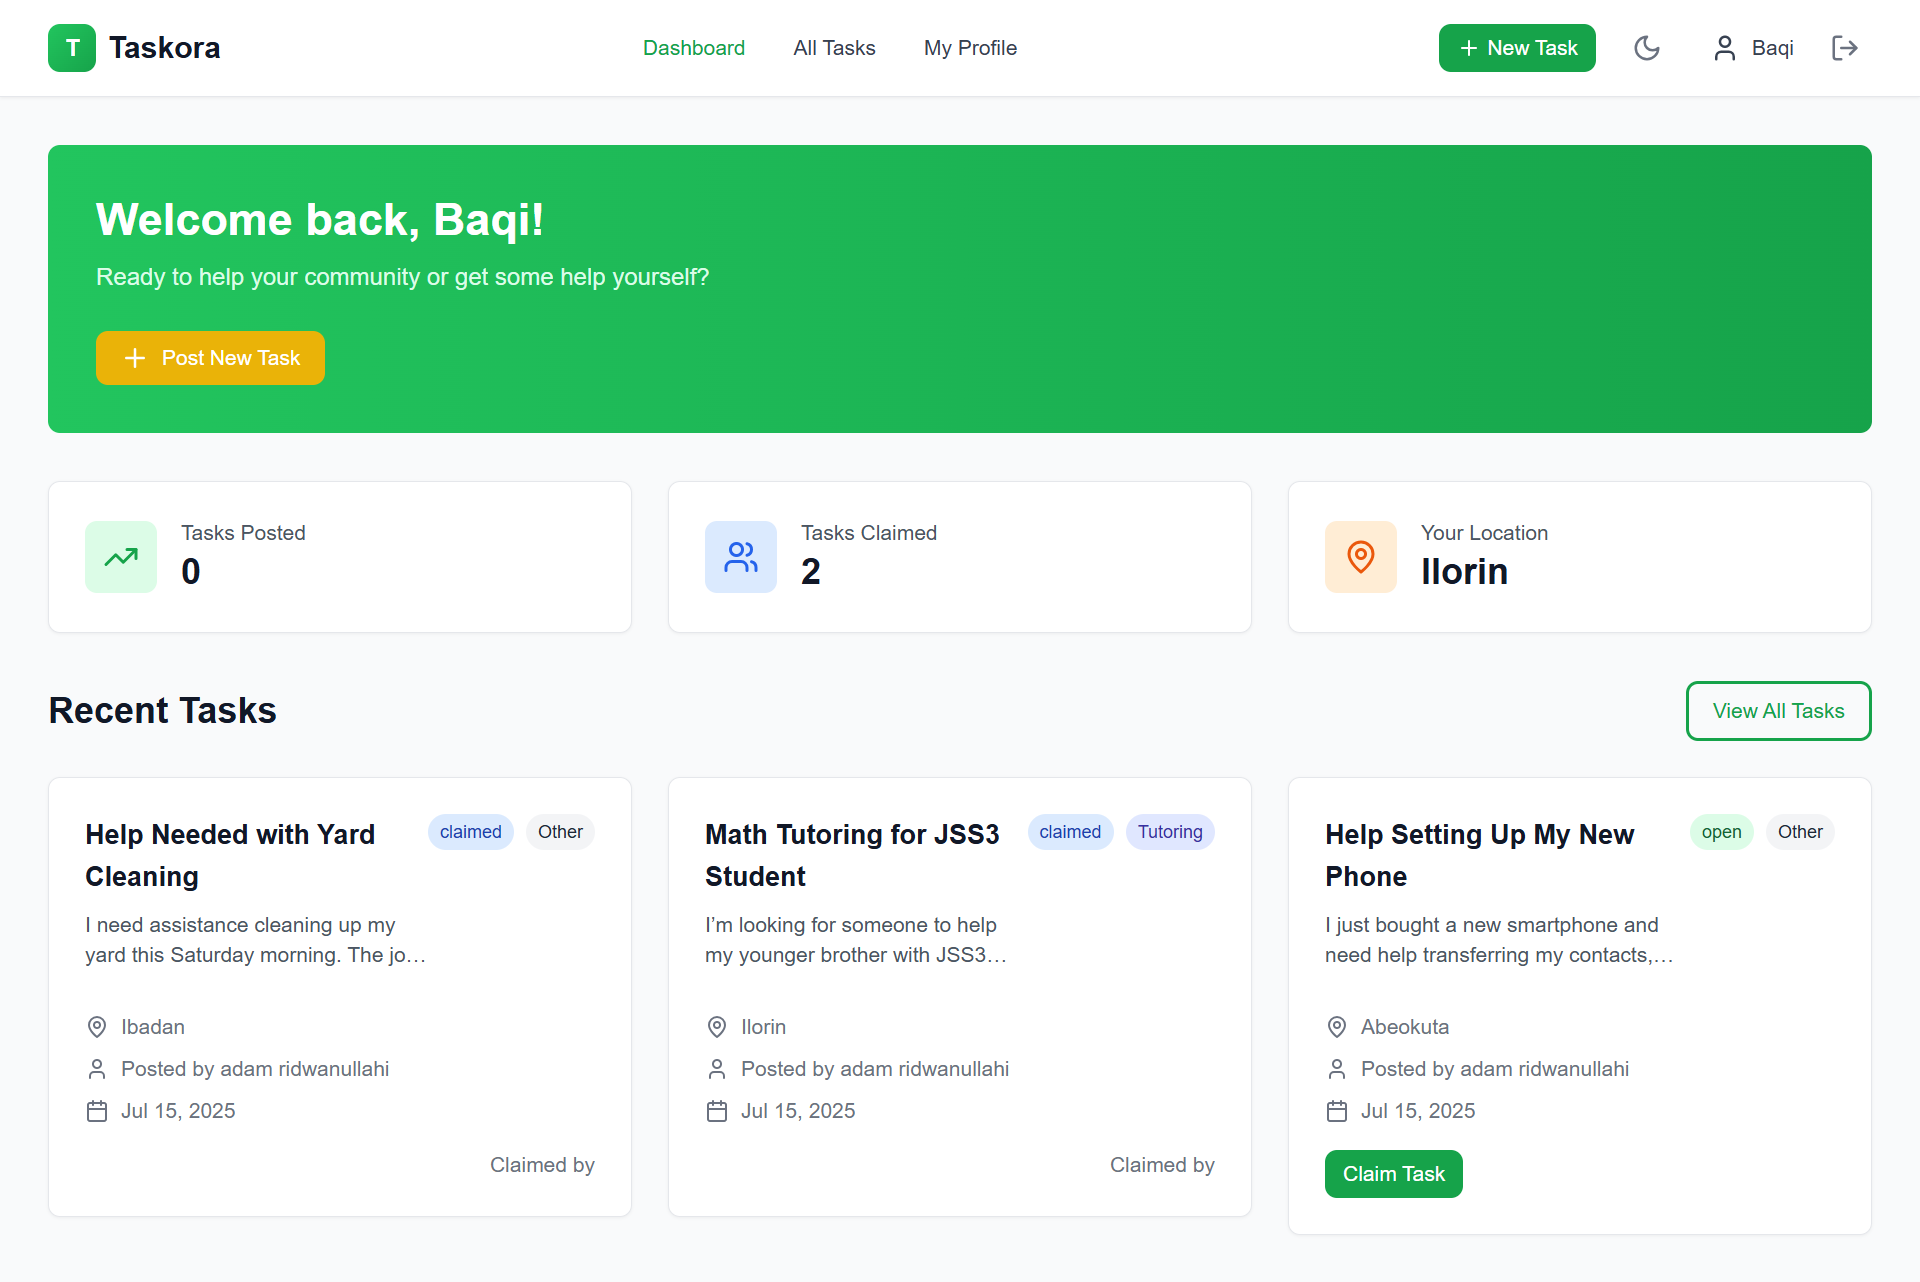 T Taskora
Dashboard
All Tasks
My Profile
New Task
Baqi
Welcome back, Baqi!
Ready to help your community or get some help yourself?
Post New Task
Tasks Posted
0
Tasks Claimed
2
Your Location
Ilorin
Recent Tasks
View All Tasks
Help Needed with Yard
Cleaning
claimed
Other
I need assistance cleaning up my
yard this Saturday morning. The jo…
Ibadan
Posted by adam ridwanullahi
Jul 15, 2025
Claimed by
Math Tutoring for JSS3
Student
claimed
Tutoring
I’m looking for someone to help
my younger brother with JSS3…
Ilorin
Posted by adam ridwanullahi
Jul 15, 2025
Claimed by
Help Setting Up My New
Phone
open
Other
I just bought a new smartphone and
need help transferring my contacts,…
Abeokuta
Posted by adam ridwanullahi
Jul 15, 2025
Claim Task